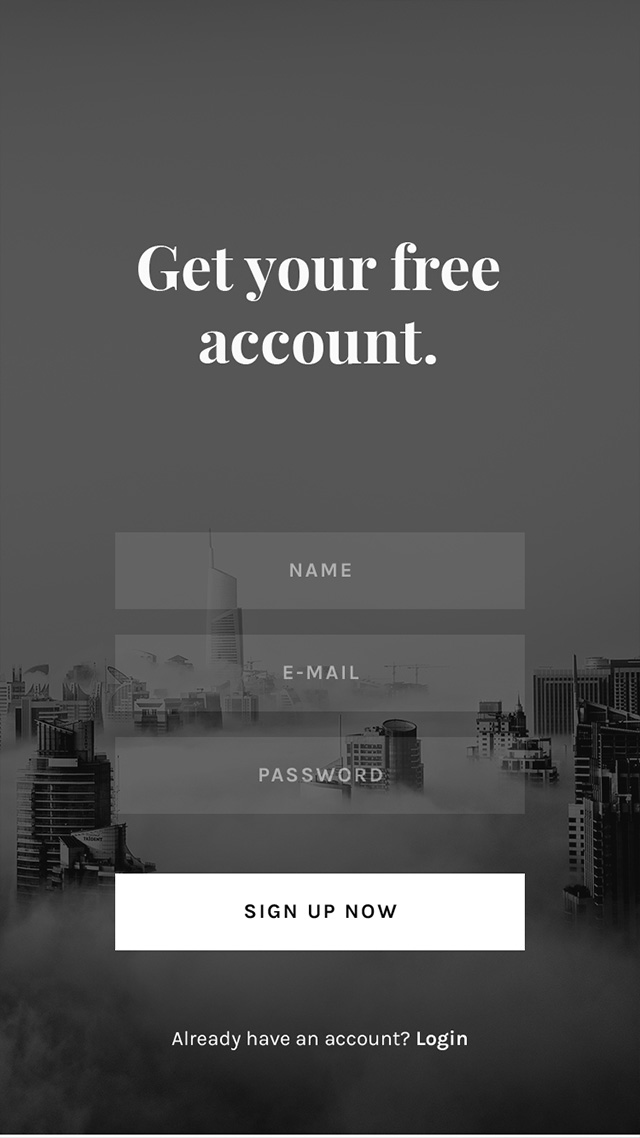 Get your free
account.
NAME
E-MAIL
PASSWORD
SIGN UP NOW
Already have an account? Login